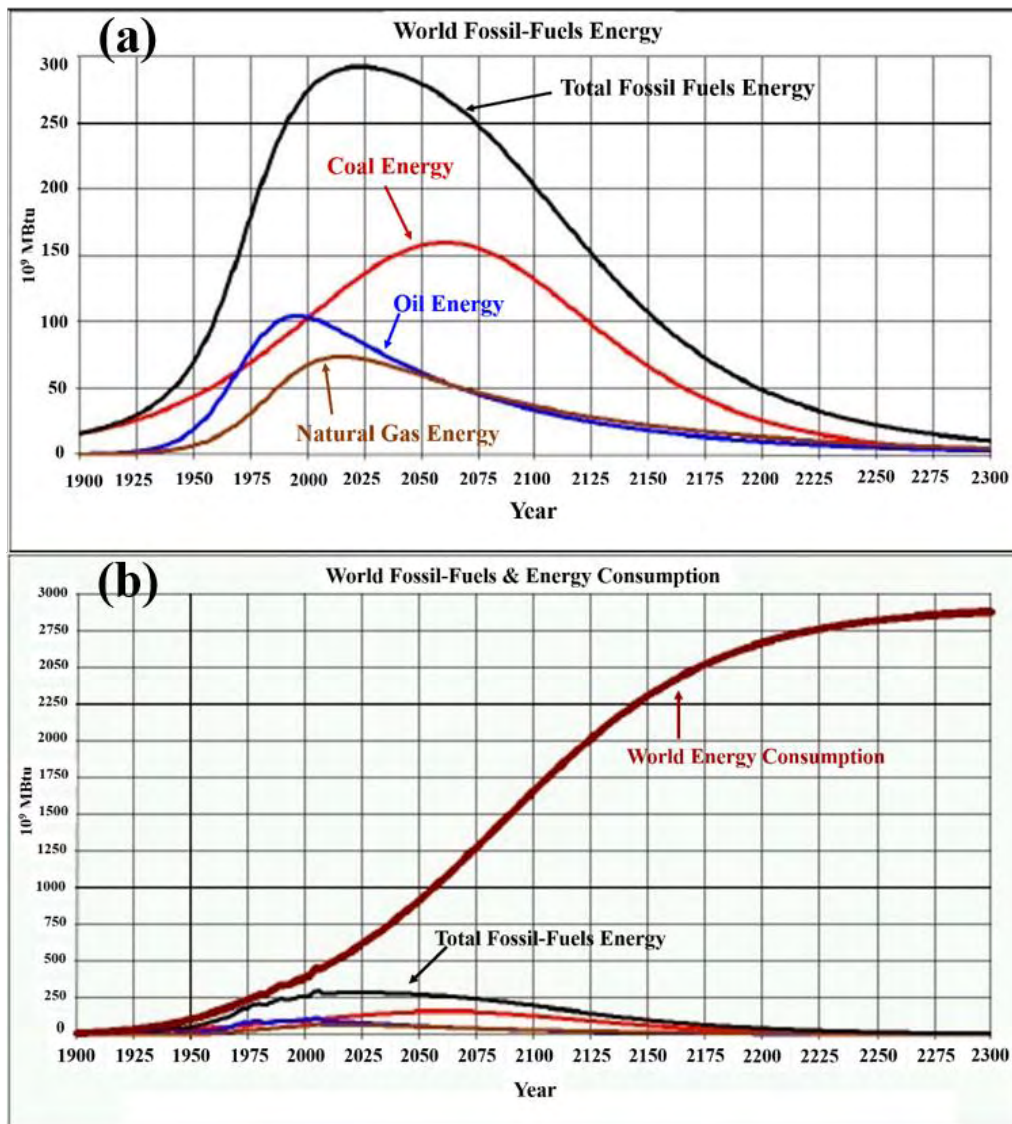 (a)
World Fossil-Fuels Energy
300
250
200
150
100
50
0
10⁹ MBtu
Total Fossil Fuels Energy
Coal Energy
Oil Energy
Natural Gas Energy
1900 1925 1950 1975 2000 2025 2050 2075 2100 2125 2150 2175 2200 2225 2250 2275 2300
Year
(b)
World Fossil-Fuels & Energy Consumption
3000
2750
2050
2250
2000
1750
1500
1250
1000
750
500
250
0
10⁹ MBtu
World Energy Consumption
Total Fossil-Fuels Energy
1900 1925 1950 1975 2000 2025 2050 2075 2100 2125 2150 2175 2200 2225 2250 2275 2300
Year